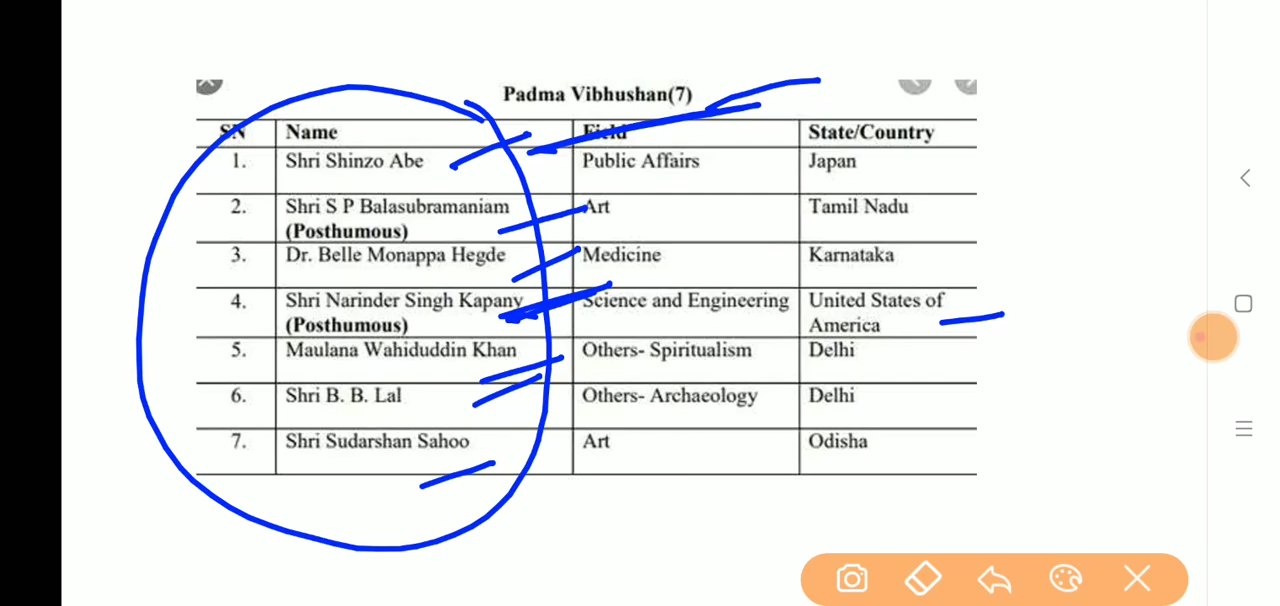 Padma Vibhushan(7)
SN Name Field State/Country
1. Shri Shinzo Abe Public Affairs Japan
2. Shri S P Balasubramaniam Art Tamil Nadu
(Posthumous)
3. Dr. Belle Monappa Hegde Medicine Karnataka
4. Shri Narinder Singh Kapany Science and Engineering United States of
(Posthumous) America
5. Maulana Wahiduddin Khan Others- Spiritualism Delhi
6. Shri B. B. Lal Others- Archaeology Delhi
7. Shri Sudarshan Sahoo Art Odisha